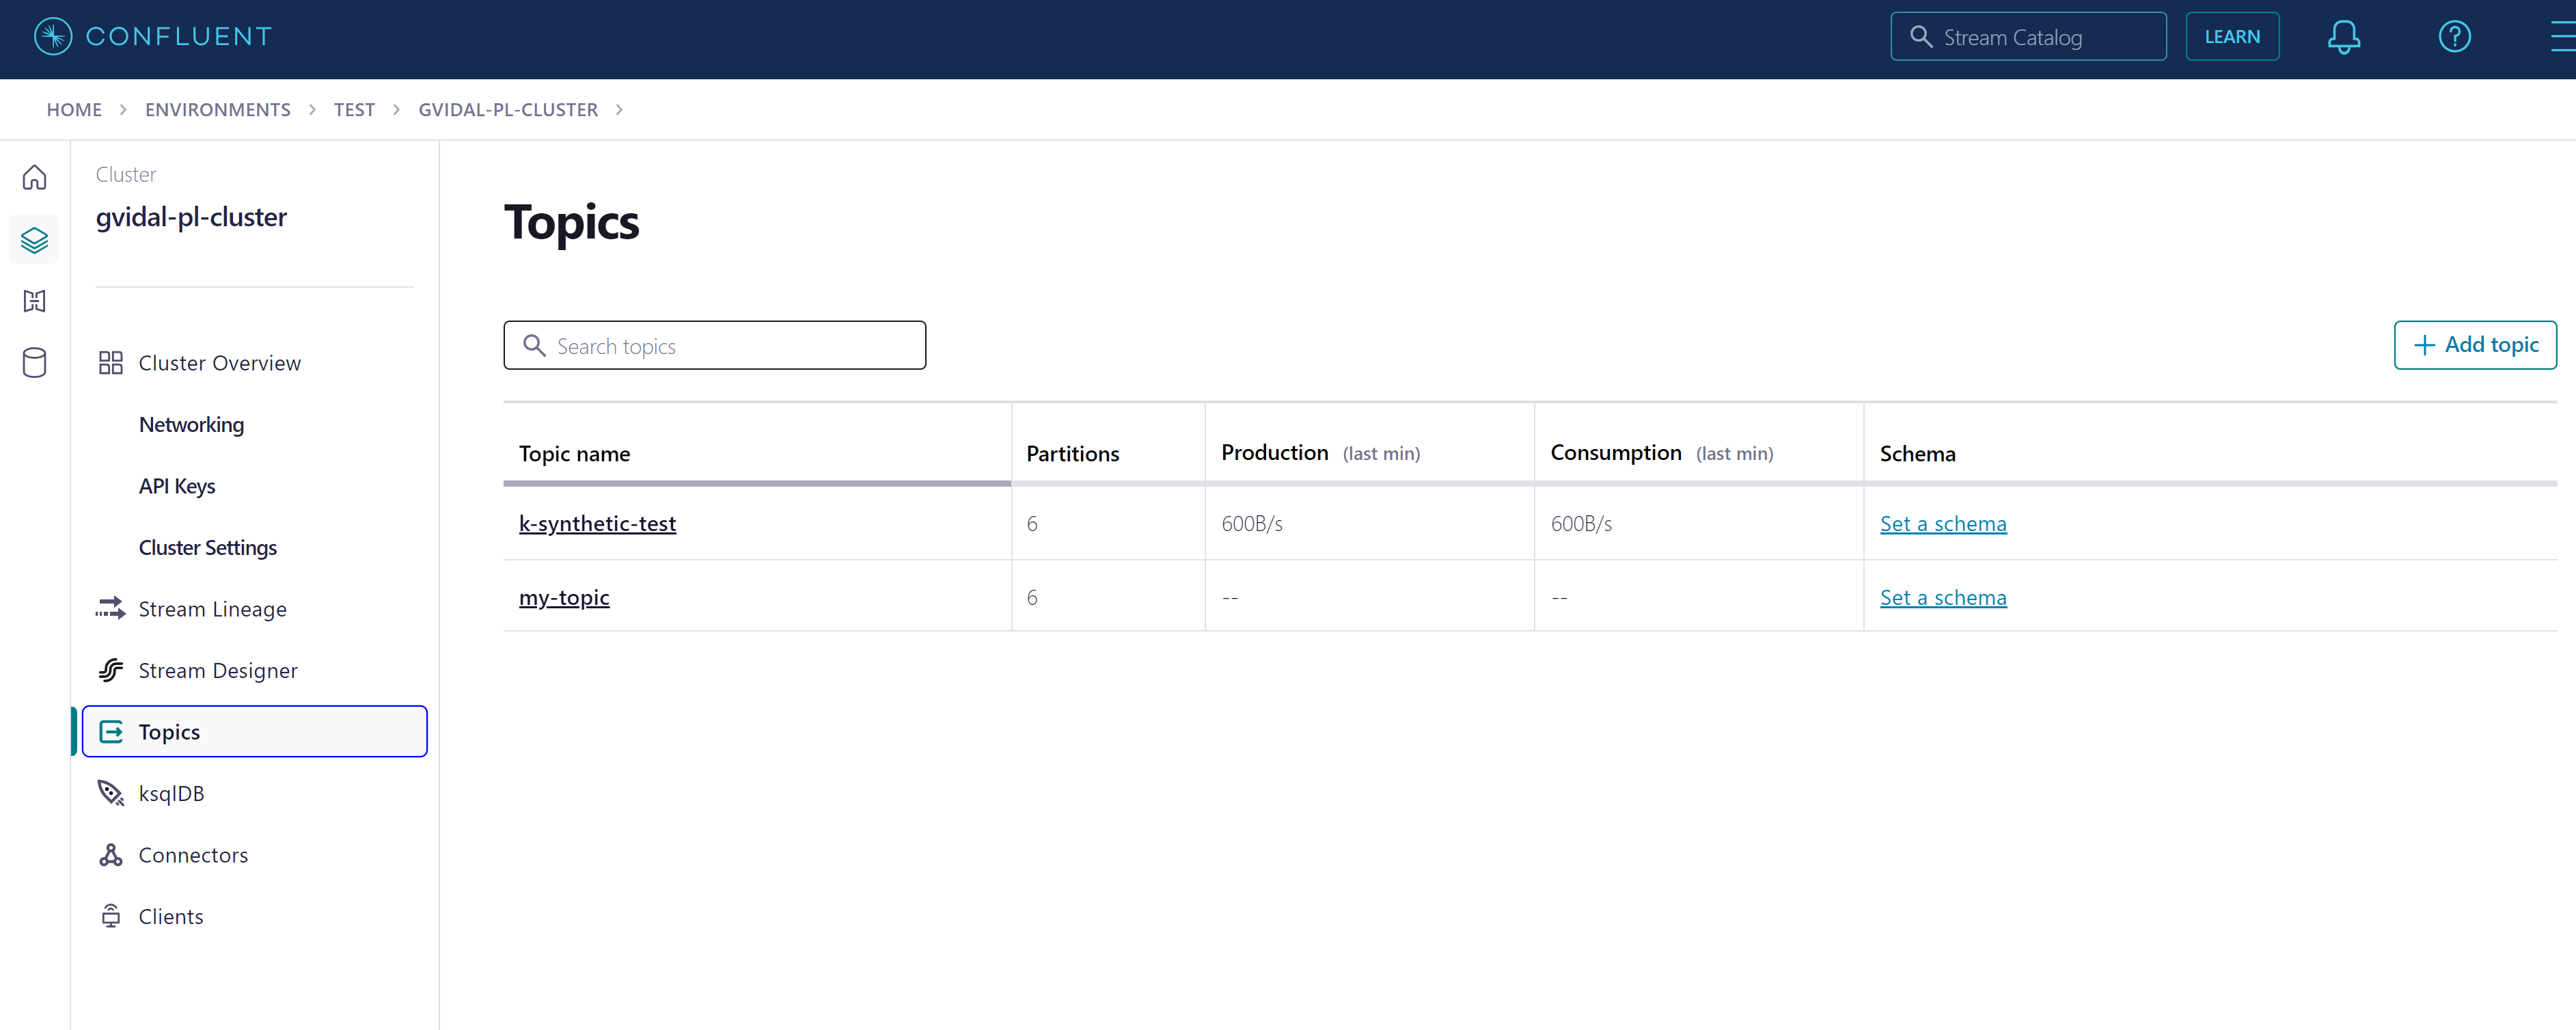 CONFLUENT
Stream Catalog
LEARN
HOME > ENVIRONMENTS > TEST > GVIDAL-PL-CLUSTER >
Cluster
gvidal-pl-cluster
Cluster Overview
Networking
API Keys
Cluster Settings
Stream Lineage
Stream Designer
Topics
ksqlDB
Connectors
Clients
Topics
Search topics
Add topic
Topic name Partitions Production (last min) Consumption (last min) Schema
k-synthetic-test 6 600B/s 600B/s Set a schema
my-topic 6 -- -- Set a schema